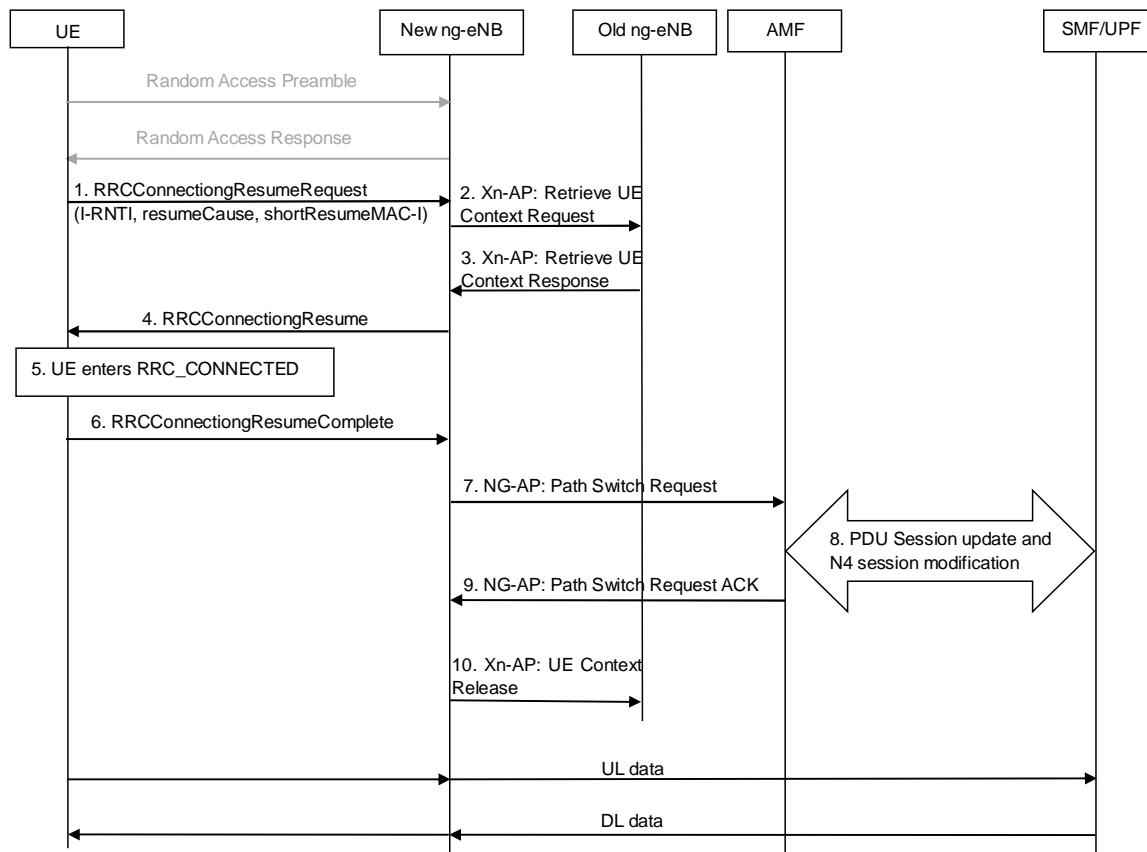 UE
New ng-eNB
Old ng-eNB
AMF
SMF/UPF
Random Access Preamble
Random Access Response
1. RRCConnectiongResumeRequest
(I-RNTI, resumeCause, shortResumeMAC-I)
2. Xn-AP: Retrieve UE
Context Request
3. Xn-AP: Retrieve UE
Context Response
4. RRCConnectiongResume
5. UE enters RRC_CONNECTED
6. RRCConnectiongResumeComplete
7. NG-AP: Path Switch Request
8. PDU Session update and
N4 session modification
9. NG-AP: Path Switch Request ACK
10. Xn-AP: UE Context
Release
UL data
DL data